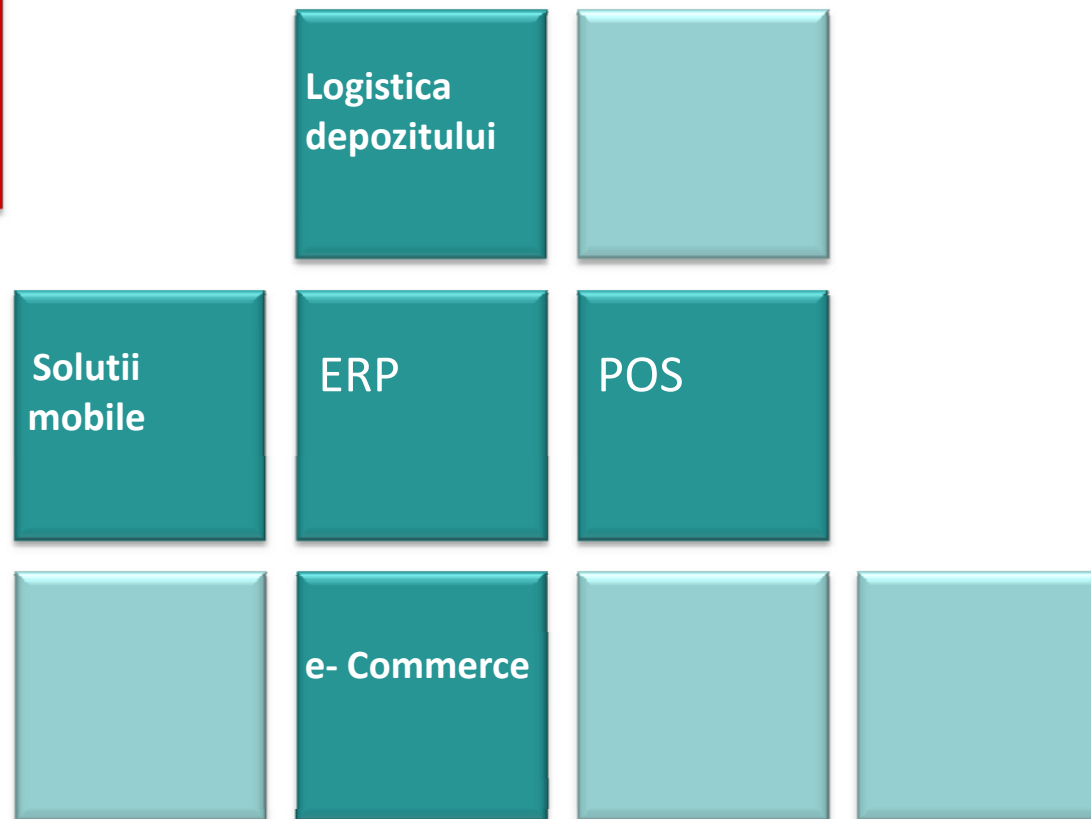 Logistica
depozitului
Solutii
mobile
ERP
POS
e- Commerce